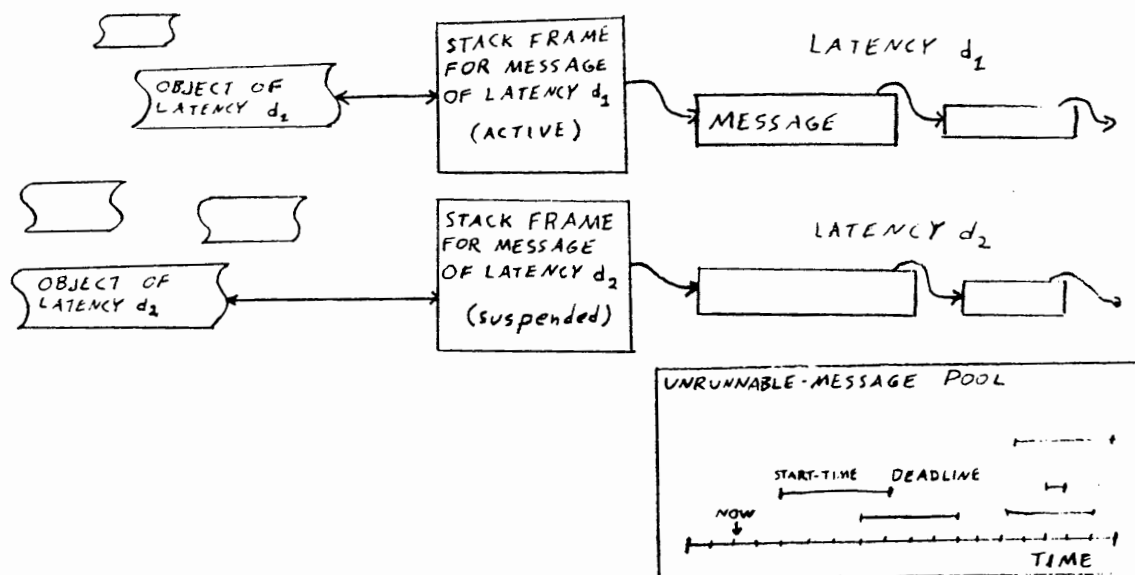 OBJECT OF
LATENCY d₂
STACK FRAME
FOR MESSAGE
OF LATENCY d₁
(ACTIVE)
LATENCY d₁
MESSAGE
OBJECT OF
LATENCY d₂
STACK FRAME
FOR MESSAGE
OF LATENCY d₂
(suspended)
LATENCY d₂
UNRUNNABLE-MESSAGE POOL
START-TIME DEADLINE
NOW
TIME